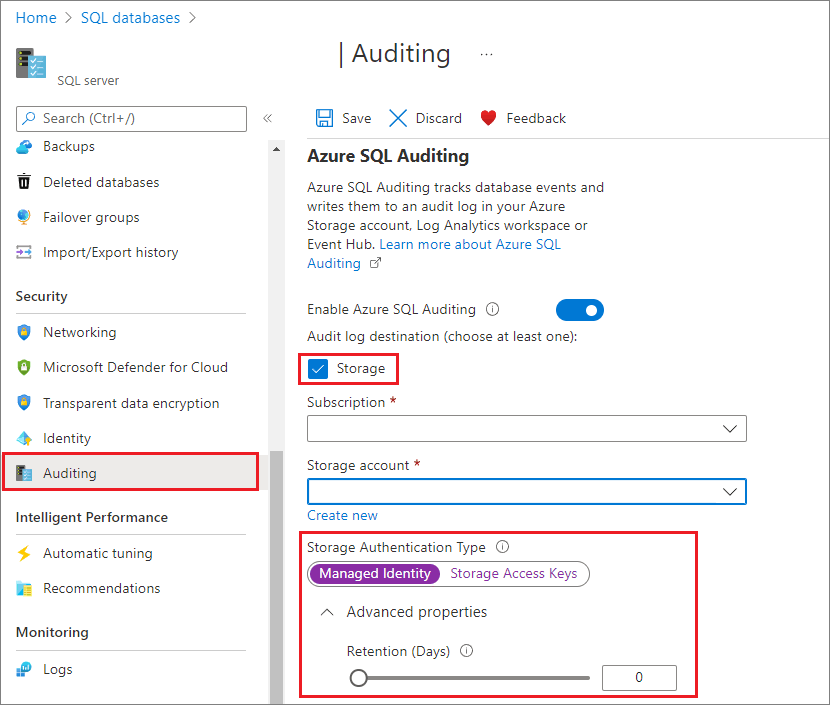 Home > SQL databases >
| Auditing ...
SQL server
Search (Ctrl+/)
«
Backups
Deleted databases
Failover groups
Import/Export history
Security
Networking
Microsoft Defender for Cloud
Transparent data encryption
Identity
Auditing
Intelligent Performance
Automatic tuning
Recommendations
Monitoring
Logs
Save Discard Feedback
Azure SQL Auditing
Azure SQL Auditing tracks database events and
writes them to an audit log in your Azure
Storage account, Log Analytics workspace or
Event Hub. Learn more about Azure SQL
Auditing
Enable Azure SQL Auditing
Audit log destination (choose at least one):
Storage
Subscription *
Storage account *
Create new
Storage Authentication Type
Managed Identity Storage Access Keys
Advanced properties
Retention (Days)
0